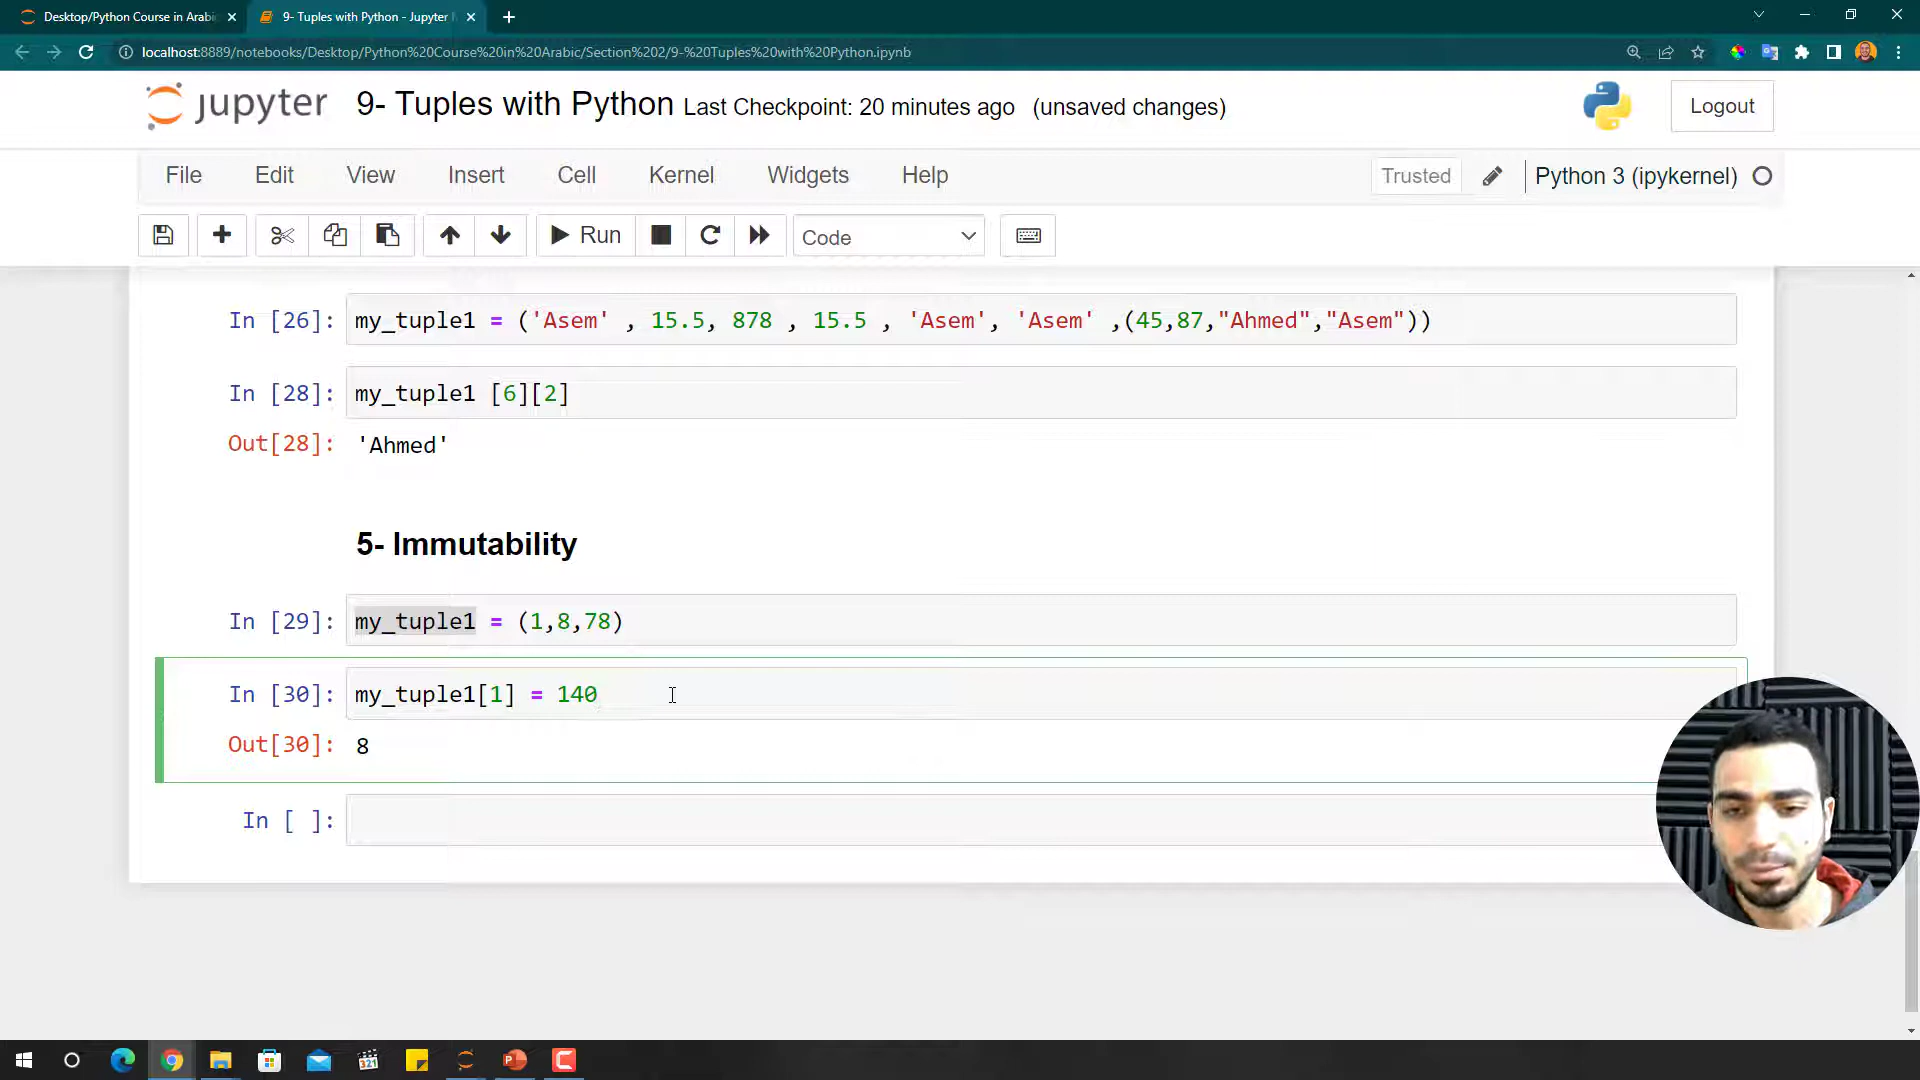 Desktop/Python Course in Arabi
9- Tuples with Python - Jupyter
localhost:8889/notebooks/Desktop/Python%20Course%20in%20Arabic/Section%202/9-%20Tuples%20with%20Python.ipynb
jupyter 9- Tuples with Python Last Checkpoint: 20 minutes ago (unsaved changes) Logout
File Edit View Insert Cell Kernel Widgets Help Trusted Python 3 (ipykernel)
Run Code
In [26]: my_tuple1 = ('Asem' , 15.5, 878 , 15.5 , 'Asem', 'Asem' ,(45,87,"Ahmed","Asem"))
In [28]: my_tuple1 [6][2]
Out[28]: 'Ahmed'
5- Immutability
In [29]: my_tuple1 = (1,8,78)
In [30]: my_tuple1[1] = 140
Out[30]: 8
In [ ]:
321
P